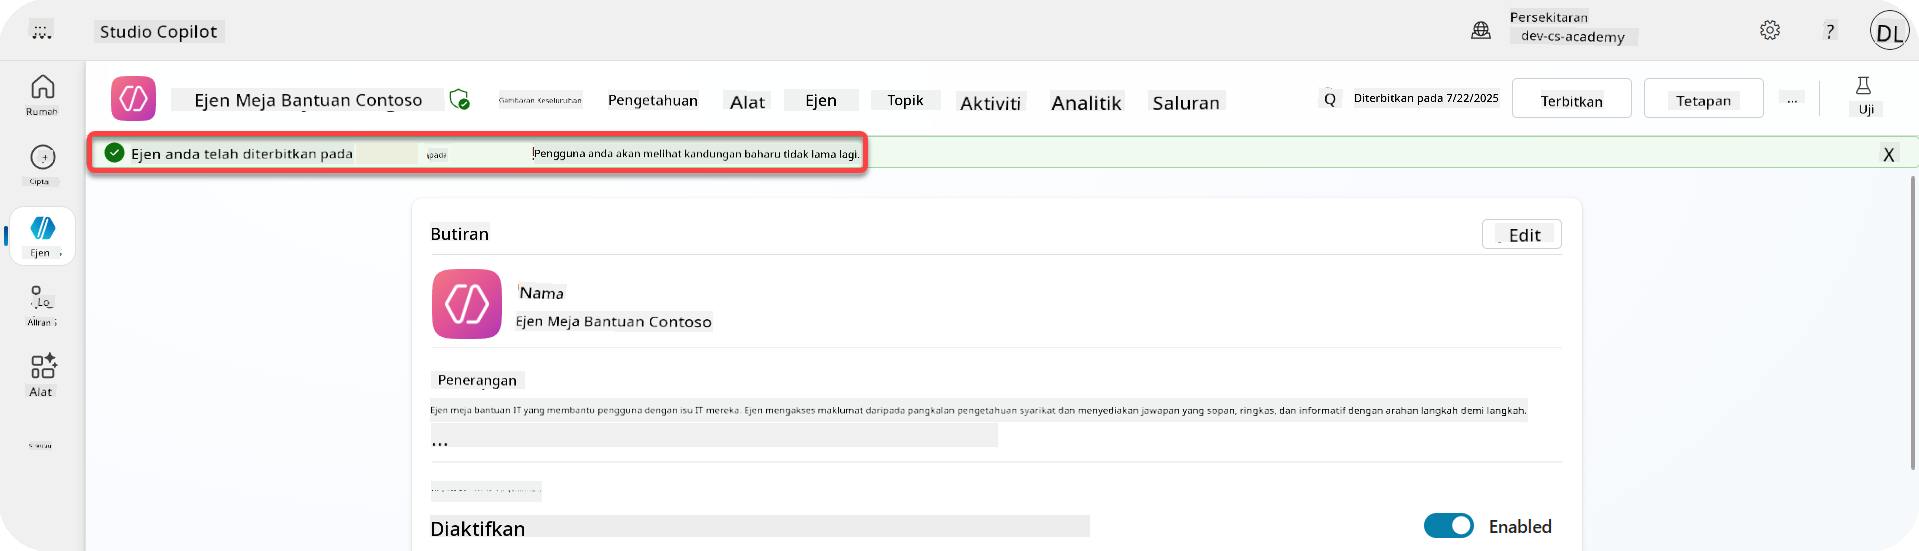 Studio Copilot
Persekitaran
dev-cs-academy
?
DL
Rumah
Cipta
Ejen
Aliran
Alat
Ejen Meja Bantuan Contoso
Gambaran Keseluruhan
Pengetahuan
Alat
Ejen
Topik
Aktiviti
Analitik
Saluran
Q
Diterbitkan pada 7/22/2025
Terbitkan
Tetapan
...
Uji
Ejen anda telah diterbitkan pada
Pengguna anda akan melihat kandungan baharu tidak lama lagi.
X
Butiran
Edit
Nama
Ejen Meja Bantuan Contoso
Penerangan
Ejen meja bantuan IT yang membantu pengguna dengan isu IT mereka. Ejen mengakses maklumat daripada pangkalan pengetahuan syarikat dan menyediakan jawapan yang sopan, ringkas, dan informatif dengan arahan langkah demi langkah.
...
Diaktifkan
Enabled